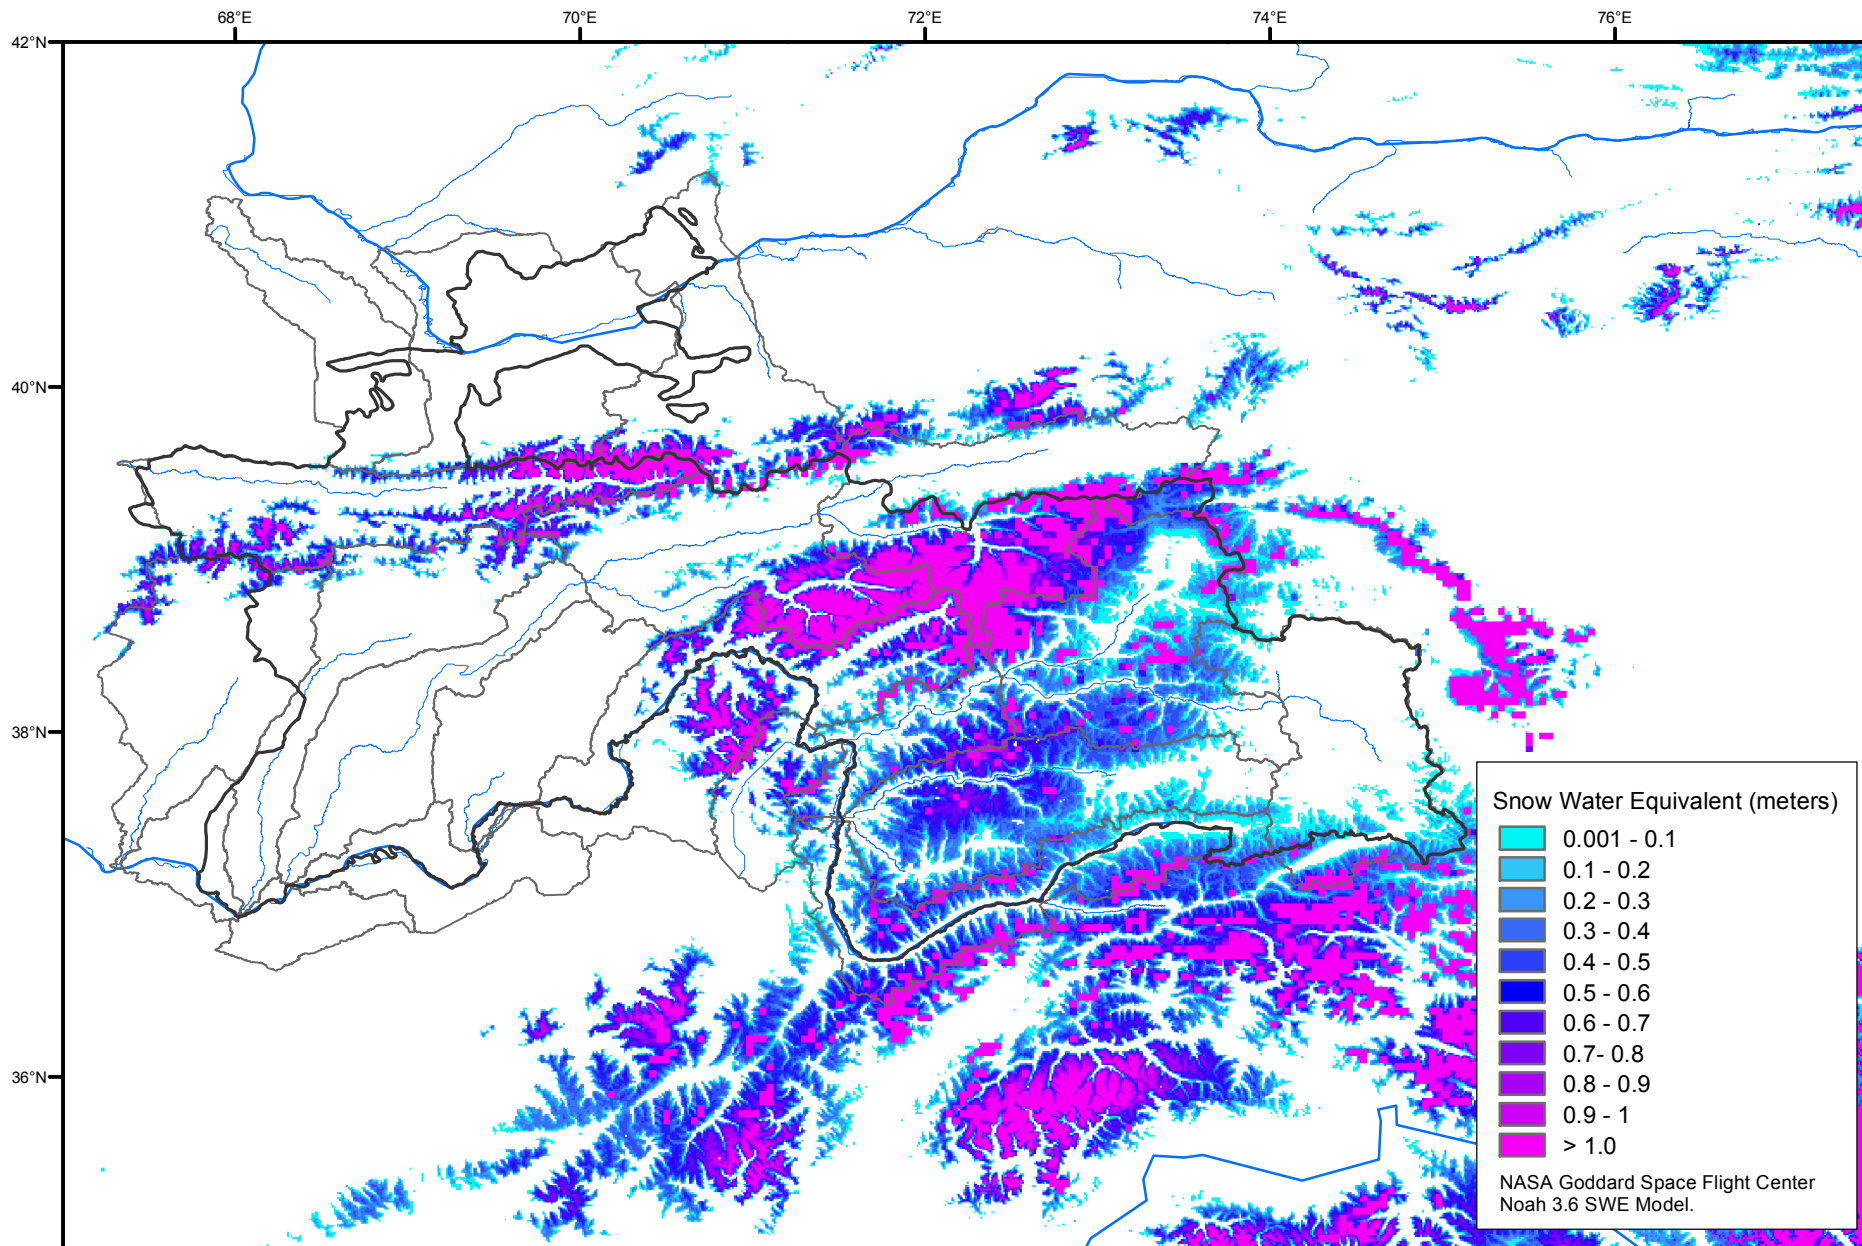 68°E
70°E
72°E
74°E
76°E
42°N
40°N
38°N
36°N
Snow Water Equivalent (meters)
0.001 - 0.1
0.1 - 0.2
0.2 - 0.3
0.3 - 0.4
0.4 - 0.5
0.5 - 0.6
0.6 - 0.7
0.7- 0.8
0.8 - 0.9
0.9 - 1
> 1.0
NASA Goddard Space Flight Center
Noah 3.6 SWE Model.